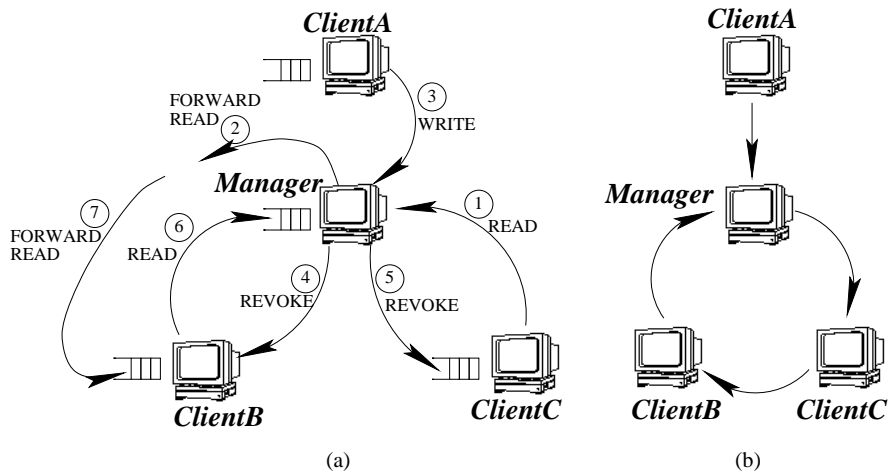 ClientA
3
WRITE
FORWARD
READ
2
Manager
7
FORWARD
READ
6
READ
4
REVOKE
5
REVOKE
1
READ
ClientB
ClientC
(a)
ClientA
Manager
ClientB
ClientC
(b)